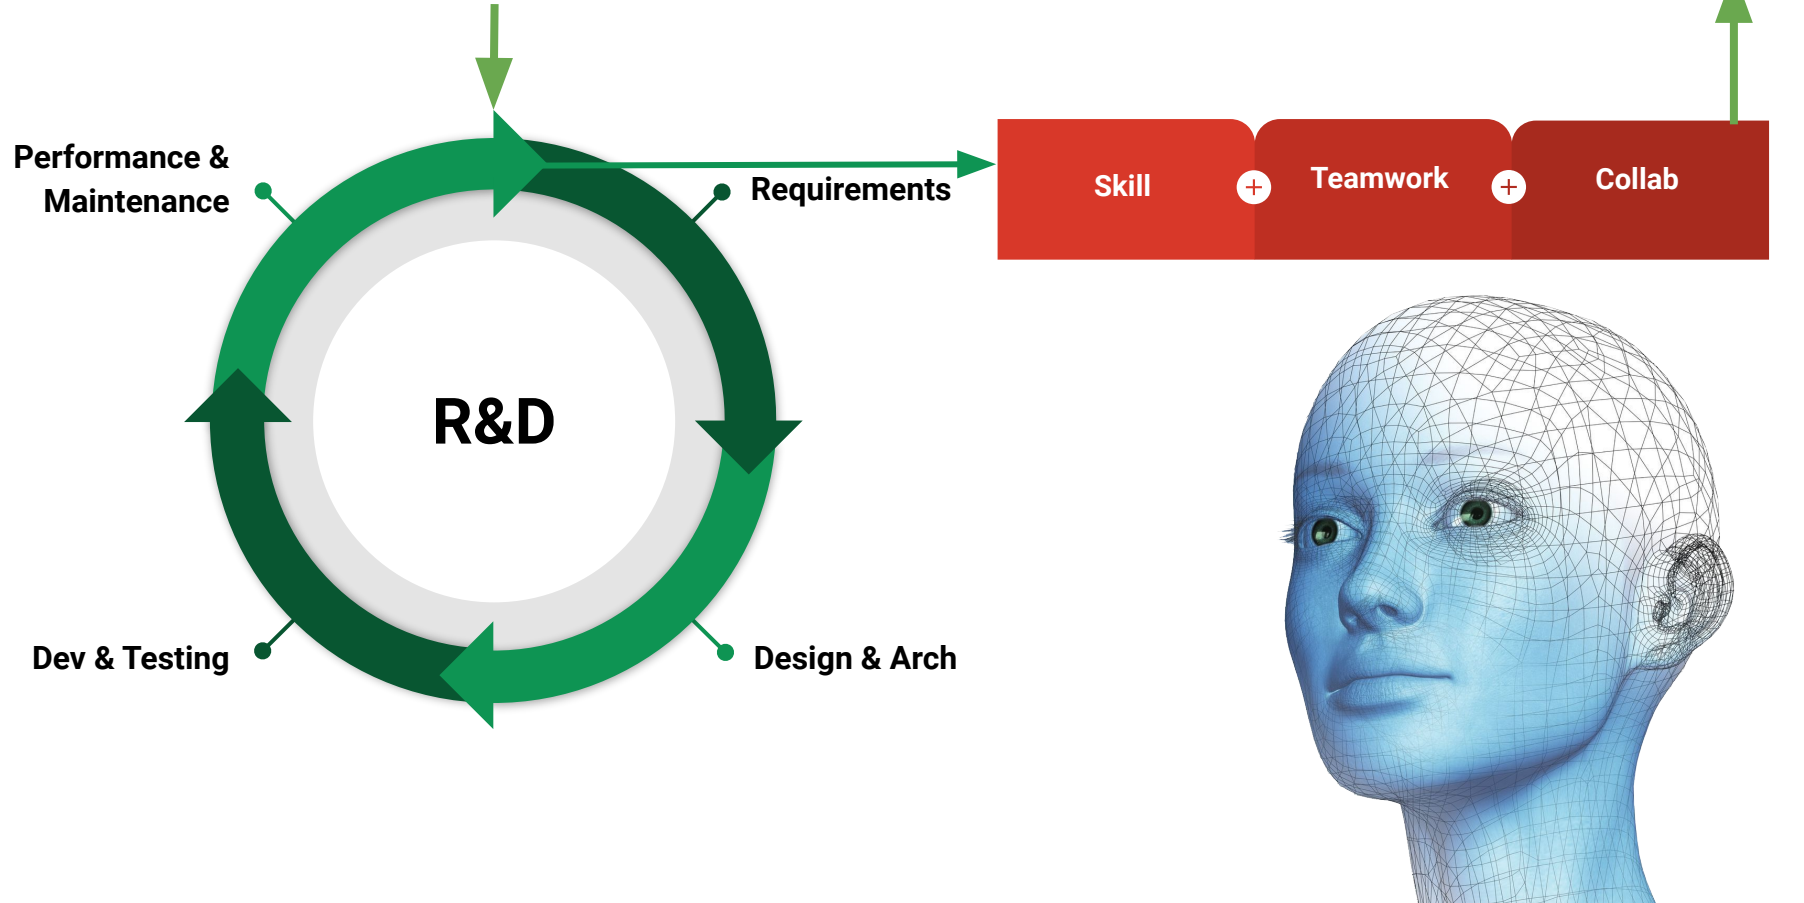 Performance &
Maintenance
Requirements
Skill
+
Teamwork
+
Collab
R&D
Dev & Testing
Design & Arch